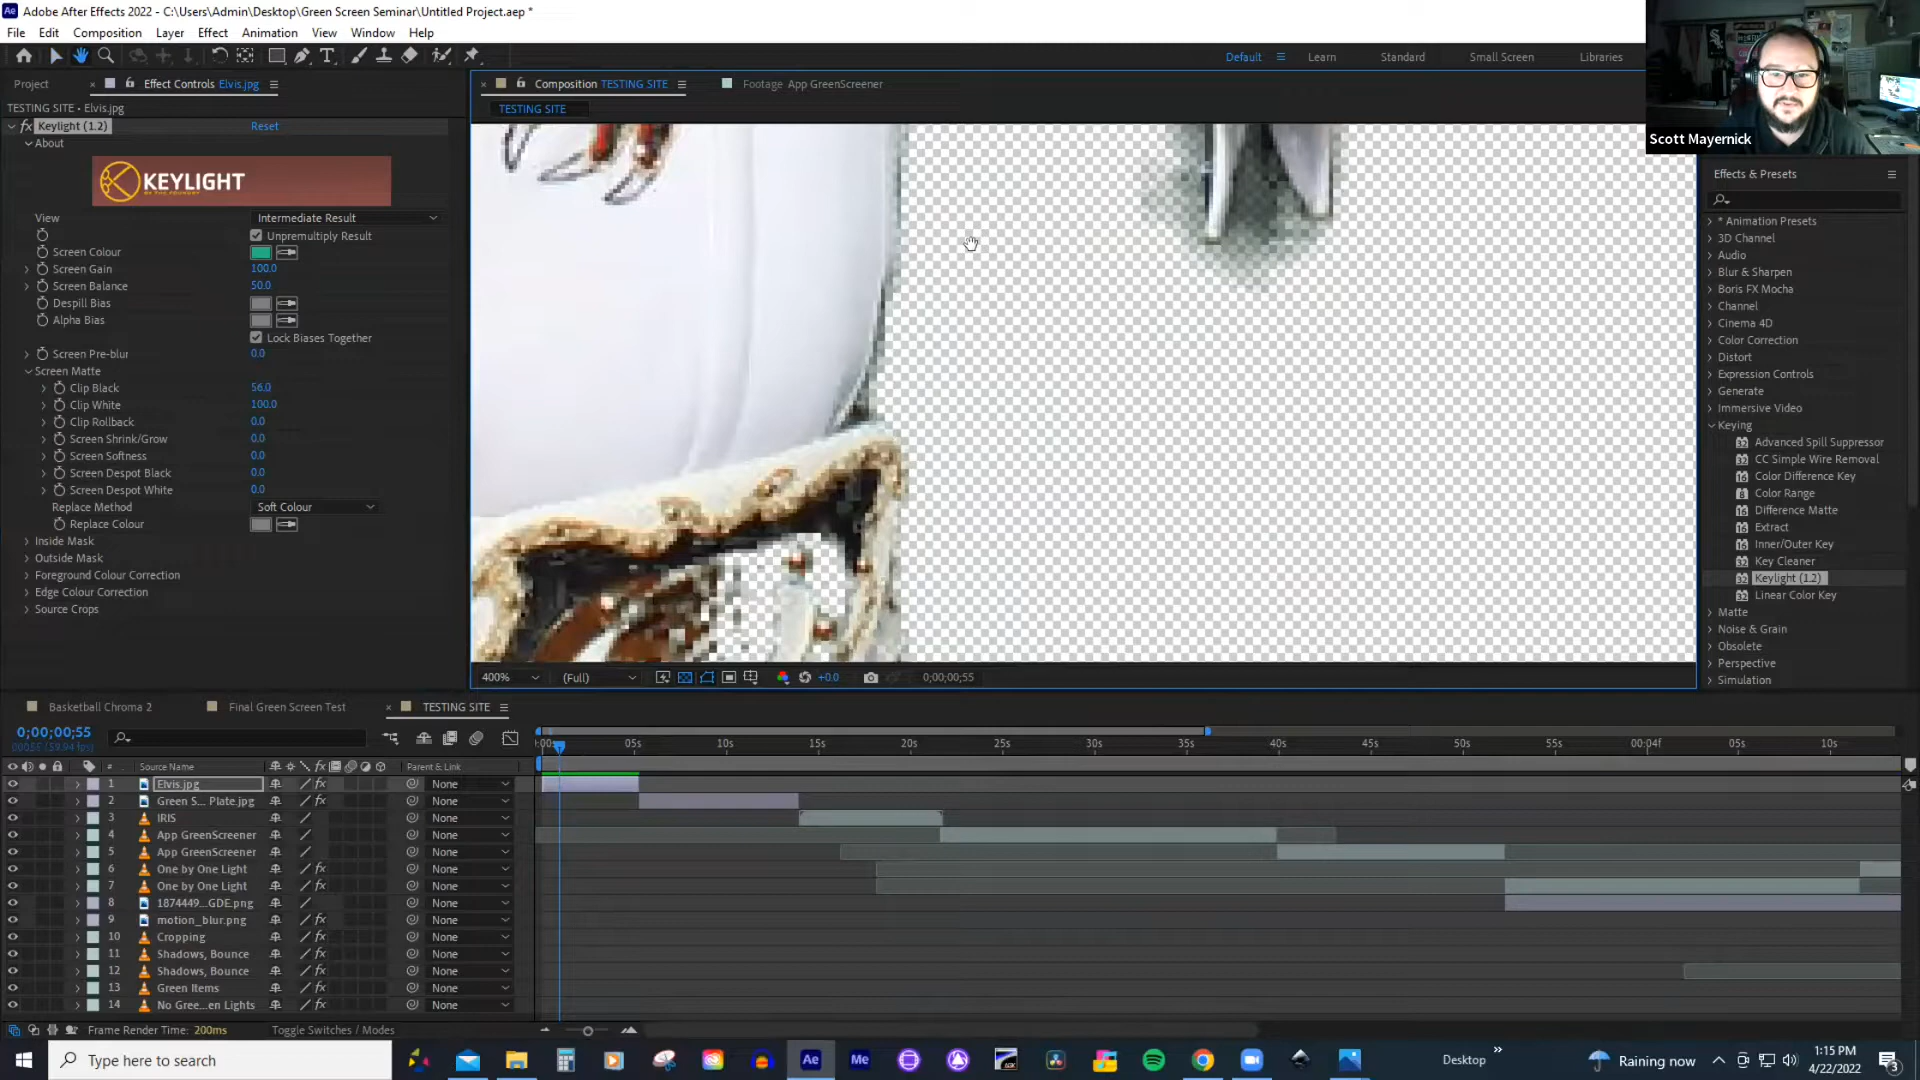 Adobe After Effects 2022 - C:\Users\Admin\Desktop\Green Screen Seminar\Untitled Project.aep *
File Edit Composition Layer Effect Animation View Window Help
Default Learn Standard Small Screen Libraries
Scott Mayernick
Project Effect Controls Elvis.jpg
Composition TESTING SITE Footage App GreenScreener
TESTING SITE • Elvis.jpg
TESTING SITE
fx Keylight (1.2) Reset
About
KEYLIGHT
View Intermediate Result
Unpremultiply Result
Screen Colour
Screen Gain 100.0
Screen Balance 50.0
Despill Bias
Alpha Bias
Lock Biases Together
Screen Pre-blur 0.0
Screen Matte
Clip Black 56.0
Clip White 100.0
Clip Rollback 0.0
Screen Shrink/Grow 0.0
Screen Softness 0.0
Screen Despot Black 0.0
Screen Despot White 0.0
Replace Method Soft Colour
Replace Colour
Inside Mask
Outside Mask
Foreground Colour Correction
Edge Colour Correction
Source Crops
Effects & Presets
* Animation Presets
3D Channel
Audio
Blur & Sharpen
Boris FX Mocha
Channel
Cinema 4D
Color Correction
Distort
Expression Controls
Generate
Immersive Video
Keying
Advanced Spill Suppressor
CC Simple Wire Removal
Color Difference Key
Color Range
Difference Matte
Extract
Inner/Outer Key
Key Cleaner
Keylight (1.2)
Linear Color Key
Matte
Noise & Grain
Obsolete
Perspective
Simulation
400% (Full) +0.0 0;00;00;55
Basketball Chroma 2 Final Green Screen Test TESTING SITE
0;00;00;55
00055 (59.94 fps)
05s 10s 15s 20s 25s 30s 35s 40s 45s 50s 55s 00:04f 05s 10s
# Source Name fx Parent & Link
1 Elvis.jpg fx None
2 Green S... Plate.jpg fx None
3 IRIS None
4 App GreenScreener None
5 App GreenScreener None
6 One by One Light fx None
7 One by One Light fx None
8 1874449...GDE.png None
9 motion_blur.png fx None
10 Cropping fx None
11 Shadows, Bounce fx None
12 Shadows, Bounce fx None
13 Green Items fx None
14 No Gree...en Lights fx None
Frame Render Time: 200ms Toggle Switches / Modes
Type here to search
Ae Me
Desktop
Raining now
1:15 PM
4/22/2022
3